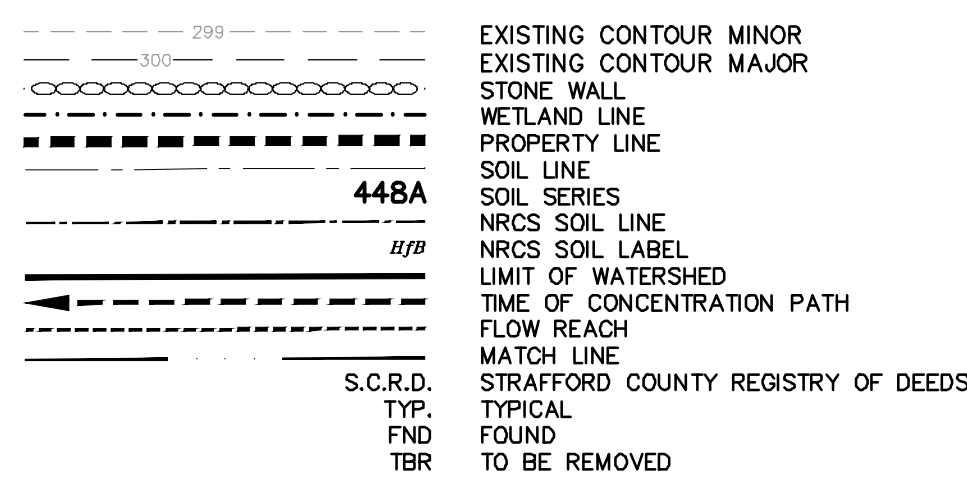 299 EXISTING CONTOUR MINOR
300 EXISTING CONTOUR MAJOR
STONE WALL
WETLAND LINE
PROPERTY LINE
SOIL LINE
448A SOIL SERIES
NRCS SOIL LINE
HfB NRCS SOIL LABEL
LIMIT OF WATERSHED
TIME OF CONCENTRATION PATH
FLOW REACH
MATCH LINE
S.C.R.D. STRAFFORD COUNTY REGISTRY OF DEEDS
TYP. TYPICAL
FND FOUND
TBR TO BE REMOVED